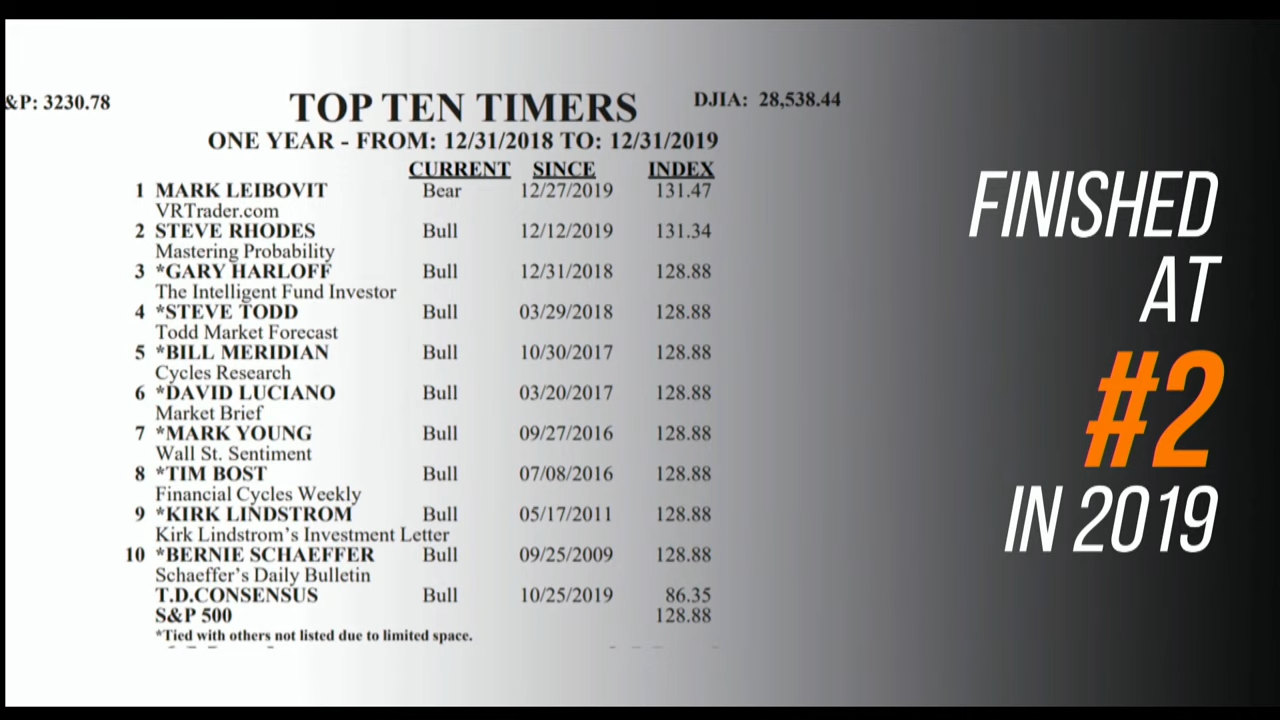 &P: 3230.78
TOP TEN TIMERS
DJIA: 28,538.44
ONE YEAR - FROM: 12/31/2018 TO: 12/31/2019
CURRENT SINCE INDEX
1 MARK LEIBOVIT Bear 12/27/2019 131.47
VRTrader.com
2 STEVE RHODES Bull 12/12/2019 131.34
Mastering Probability
3 *GARY HARLOFF Bull 12/31/2018 128.88
The Intelligent Fund Investor
4 *STEVE TODD Bull 03/29/2018 128.88
Todd Market Forecast
5 *BILL MERIDIAN Bull 10/30/2017 128.88
Cycles Research
6 *DAVID LUCIANO Bull 03/20/2017 128.88
Market Brief
7 *MARK YOUNG Bull 09/27/2016 128.88
Wall St. Sentiment
8 *TIM BOST Bull 07/08/2016 128.88
Financial Cycles Weekly
9 *KIRK LINDSTROM Bull 05/17/2011 128.88
Kirk Lindstrom's Investment Letter
10 *BERNIE SCHAEFFER Bull 09/25/2009 128.88
Schaeffer's Daily Bulletin
T.D.CONSENSUS Bull 10/25/2019 86.35
S&P 500 128.88
*Tied with others not listed due to limited space.
FINISHED
AT
#2
IN 2019